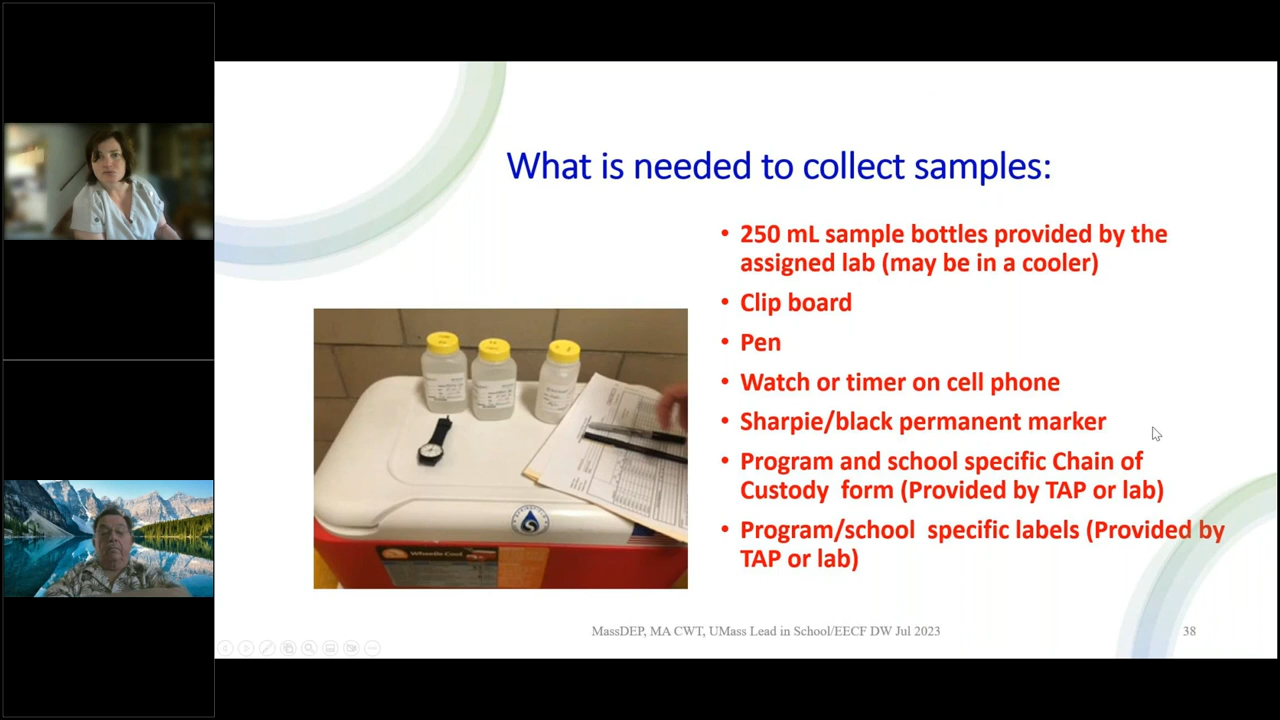 What is needed to collect samples:
• 250 mL sample bottles provided by the
assigned lab (may be in a cooler)
• Clip board
• Pen
• Watch or timer on cell phone
• Sharpie/black permanent marker
• Program and school specific Chain of
Custody form (Provided by TAP or lab)
• Program/school specific labels (Provided by
TAP or lab)
Wheelie Cool
MassDEP, MA CWT, UMass Lead in School/EECF DW Jul 2023
38